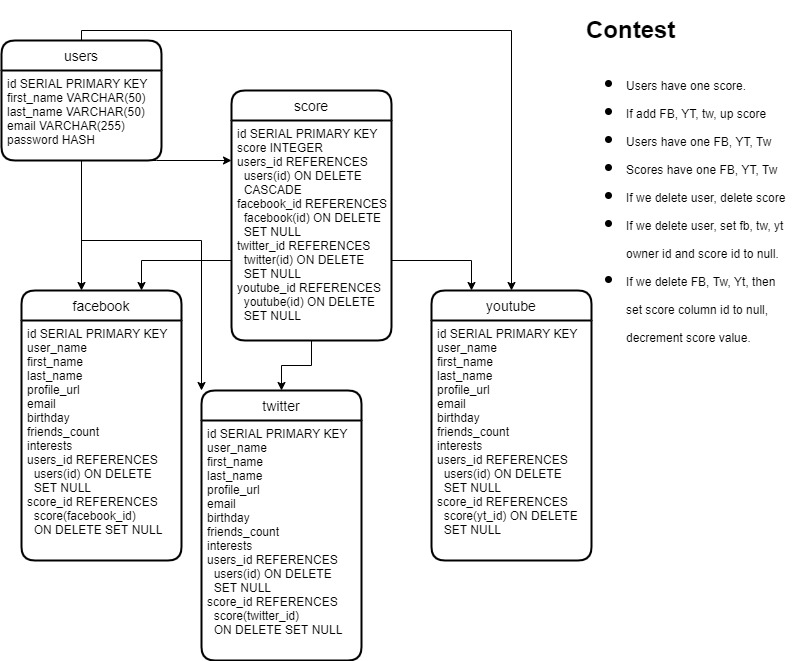 Contest
Users have one score.
If add FB, YT, tw, up score
Users have one FB, YT, Tw
Scores have one FB, YT, Tw
If we delete user, delete score
If we delete user, set fb, tw, yt
owner id and score id to null.
If we delete FB, Tw, Yt, then
set score column id to null,
decrement score value.
users
id SERIAL PRIMARY KEY
first_name VARCHAR(50)
last_name VARCHAR(50)
email VARCHAR(255)
password HASH
score
id SERIAL PRIMARY KEY
score INTEGER
users_id REFERENCES
users(id) ON DELETE
CASCADE
facebook_id REFERENCES
facebook(id) ON DELETE
SET NULL
twitter_id REFERENCES
twitter(id) ON DELETE
SET NULL
youtube_id REFERENCES
youtube(id) ON DELETE
SET NULL
facebook
id SERIAL PRIMARY KEY
user_name
first_name
last_name
profile_url
email
birthday
friends_count
interests
users_id REFERENCES
users(id) ON DELETE
SET NULL
score_id REFERENCES
score(facebook_id)
ON DELETE SET NULL
twitter
id SERIAL PRIMARY KEY
user_name
first_name
last_name
profile_url
email
birthday
friends_count
interests
users_id REFERENCES
users(id) ON DELETE
SET NULL
score_id REFERENCES
score(twitter_id)
ON DELETE SET NULL
youtube
id SERIAL PRIMARY KEY
user_name
first_name
last_name
profile_url
email
birthday
friends_count
interests
users_id REFERENCES
users(id) ON DELETE
SET NULL
score_id REFERENCES
score(yt_id) ON DELETE
SET NULL